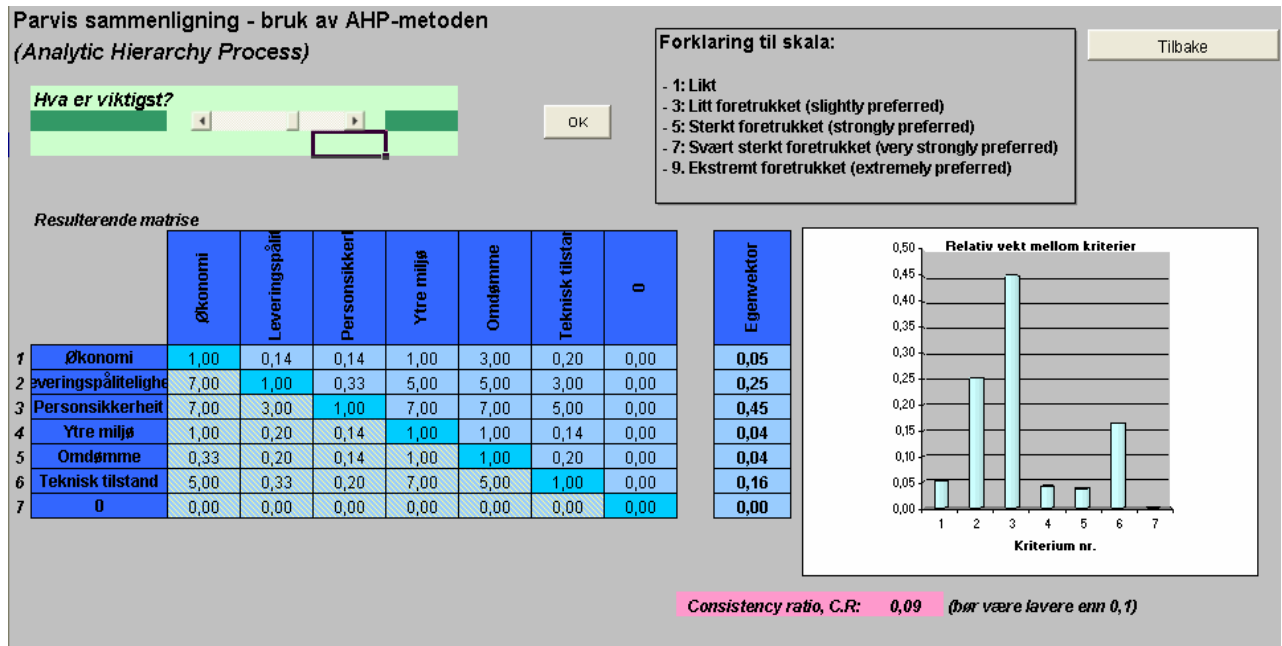 Parvis sammenligning - bruk av AHP-metoden
(Analytic Hierarchy Process)
Hva er viktigst?
OK
Forklaring til skala:
- 1: Likt
- 3: Litt foretrukket (slightly preferred)
- 5: Sterkt foretrukket (strongly preferred)
- 7: Svært sterkt foretrukket (very strongly preferred)
- 9. Ekstremt foretrukket (extremely preferred)
Tilbake
Resulterende matrise
Økonomi Leveringspålit Personsikkerl Ytre miljø Omdømme Teknisk tilstar 0 Egenvektor
1 Økonomi 1,00 0,14 0,14 1,00 3,00 0,20 0,00 0,05
2 everingspålitelighe 7,00 1,00 0,33 5,00 5,00 3,00 0,00 0,25
3 Personsikkerheit 7,00 3,00 1,00 7,00 7,00 5,00 0,00 0,45
4 Ytre miljø 1,00 0,20 0,14 1,00 1,00 0,14 0,00 0,04
5 Omdømme 0,33 0,20 0,14 1,00 1,00 0,20 0,00 0,04
6 Teknisk tilstand 5,00 0,33 0,20 7,00 5,00 1,00 0,00 0,16
7 0 0,00 0,00 0,00 0,00 0,00 0,00 0,00 0,00
Relativ vekt mellom kriterier
0,50
0,45
0,40
0,35
0,30
0,25
0,20
0,15
0,10
0,05
0,00
1 2 3 4 5 6 7
Kriterium nr.
Consistency ratio, C.R: 0,09 (bør være lavere enn 0,1)